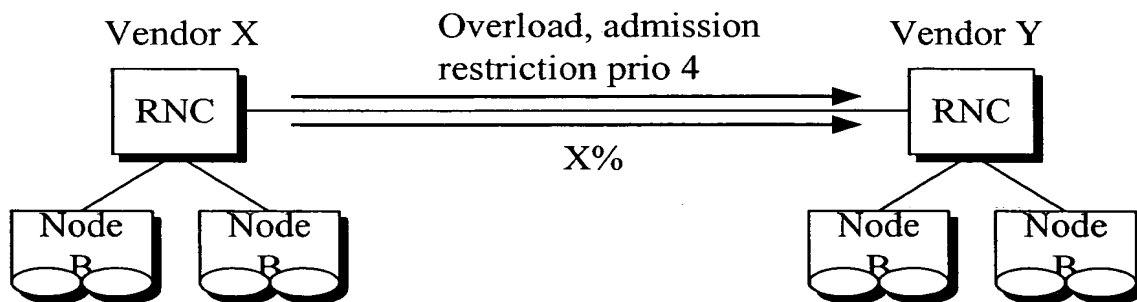 Vendor X
Overload, admission
restriction prio 4
Vendor Y
RNC
RNC
X%
Node
B
Node
B
Node
B
Node
B